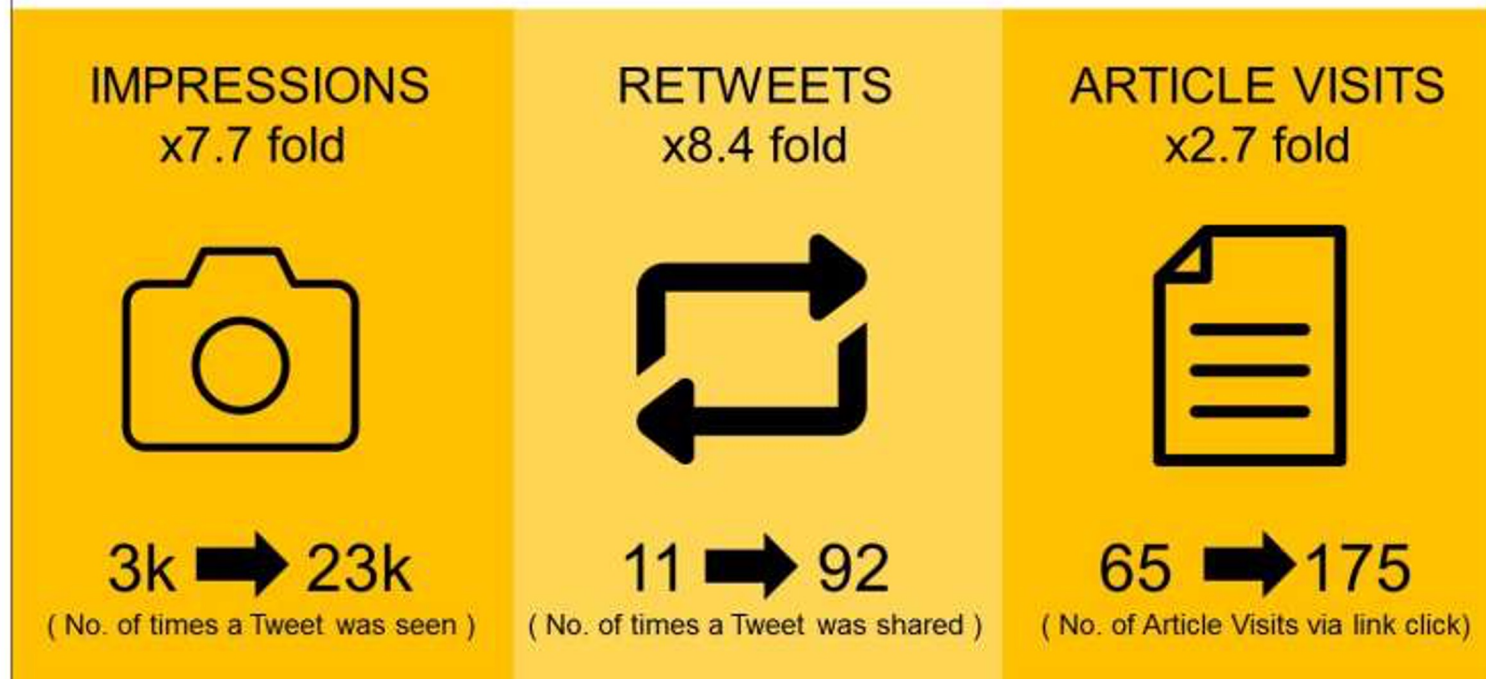 IMPRESSIONS
x7.7 fold
3k 23k
( No. of times a Tweet was seen )
RETWEETS
x8.4 fold
11 92
( No. of times a Tweet was shared )
ARTICLE VISITS
x2.7 fold
65 175
( No. of Article Visits via link click)